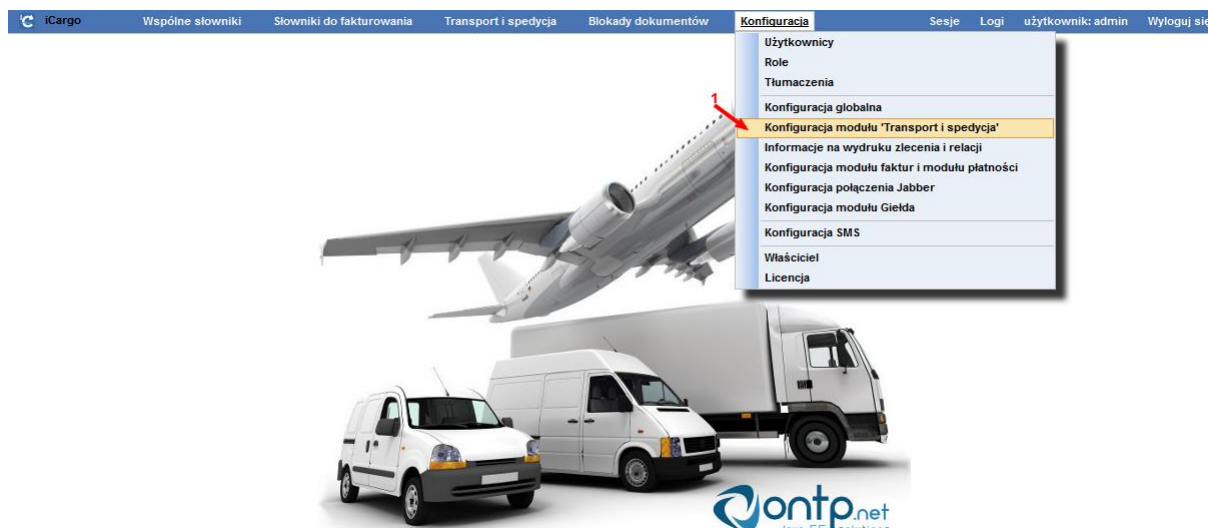 iCargo Wspólne słowniki Słowniki do fakturowania Transport i spedycja Blokady dokumentów Konfiguracja Sesje Logi użytkownik: admin Wyloguj się
Użytkownicy
Role
Tłumaczenia
Konfiguracja globalna
1
Konfiguracja modułu 'Transport i spedycja'
Informacje na wydruku zlecenia i relacji
Konfiguracja modułu faktur i modułu płatności
Konfiguracja połączenia Jabber
Konfiguracja modułu Giełda
Konfiguracja SMS
Właściciel
Licencja
ontp.net